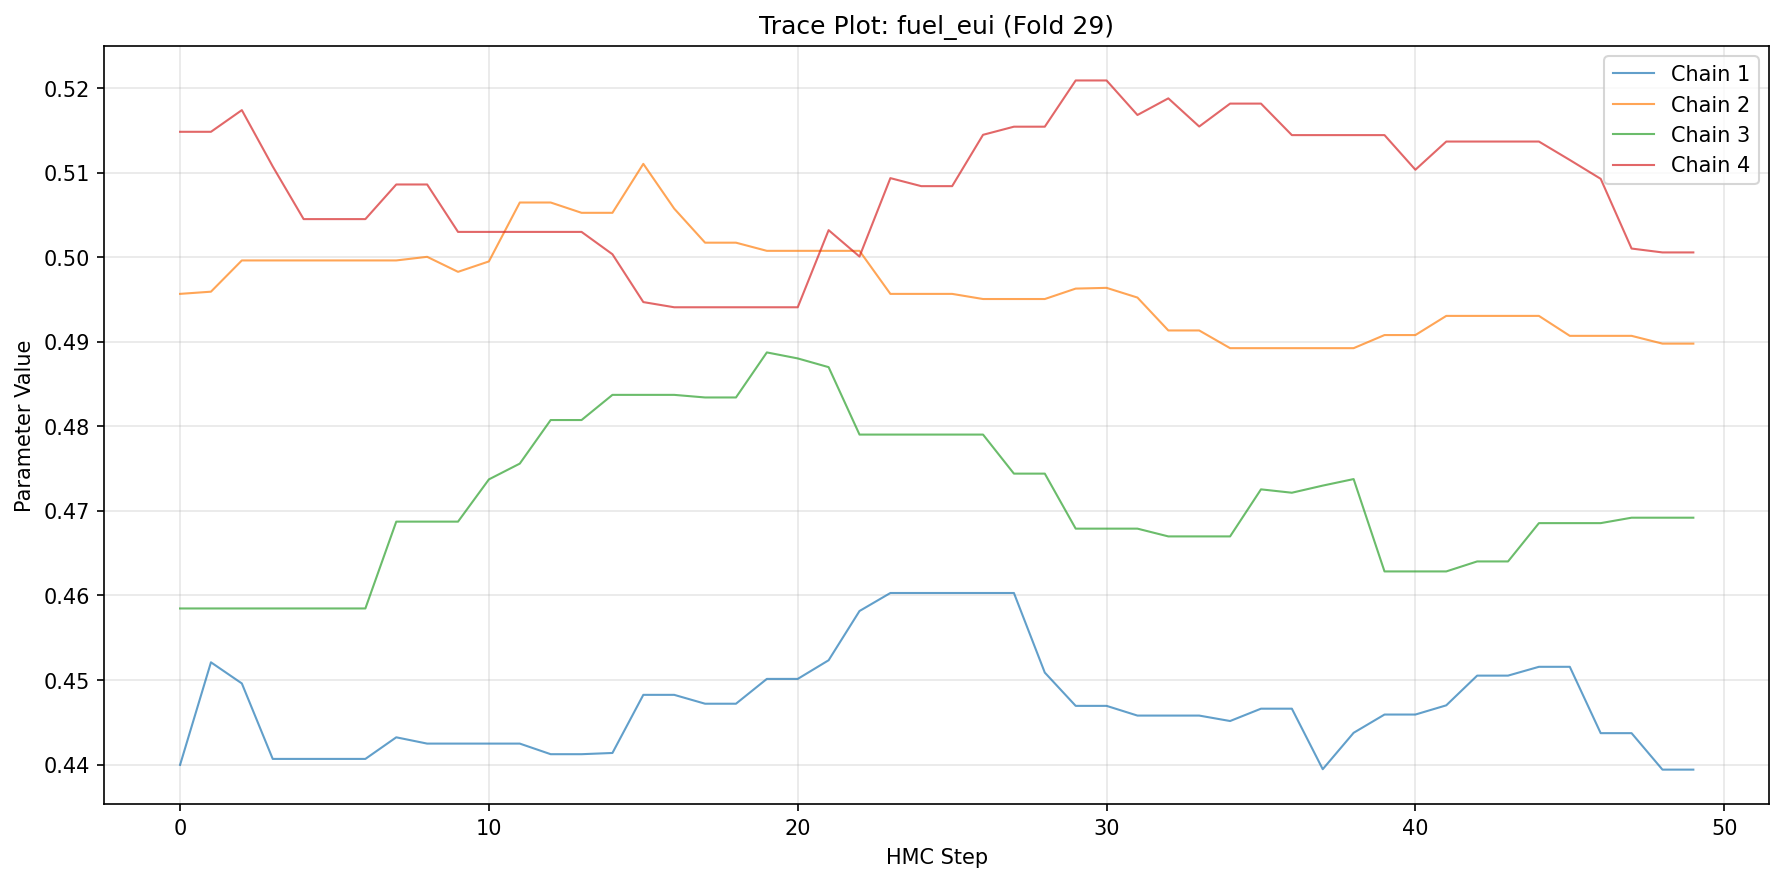 Trace Plot: fuel_eui (Fold 29)
Chain 1
Chain 2
Chain 3
Chain 4
Parameter Value
0.52
0.51
0.50
0.49
0.48
0.47
0.46
0.45
0.44
0 10 20 30 40 50
HMC Step